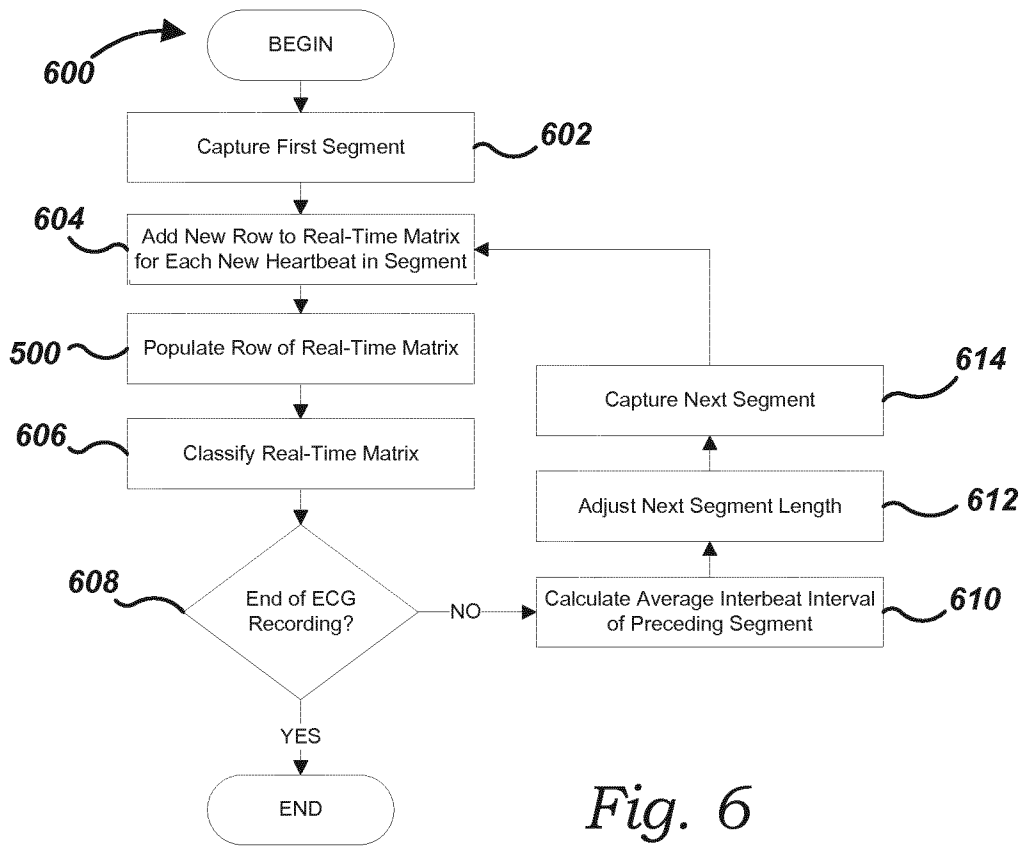 600
BEGIN
Capture First Segment
602
604
Add New Row to Real-Time Matrix
for Each New Heartbeat in Segment
500
Populate Row of Real-Time Matrix
606
Classify Real-Time Matrix
608
End of ECG
Recording?
NO
Calculate Average Interbeat Interval
of Preceding Segment
610
Adjust Next Segment Length
612
Capture Next Segment
614
YES
END
Fig. 6